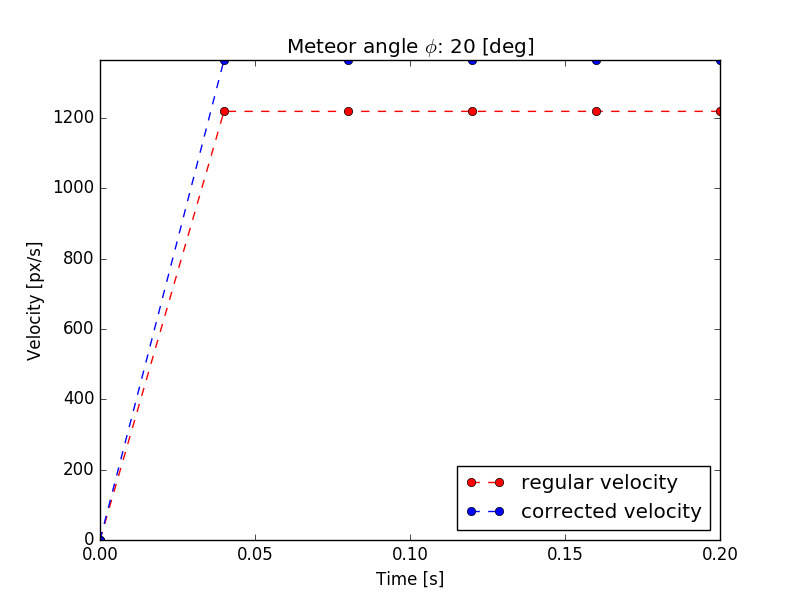 Meteor angle ϕ: 20 [deg]
Velocity [px/s]
1200
1000
800
600
400
200
0
0.00 0.05 0.10 0.15 0.20
Time [s]
regular velocity
corrected velocity